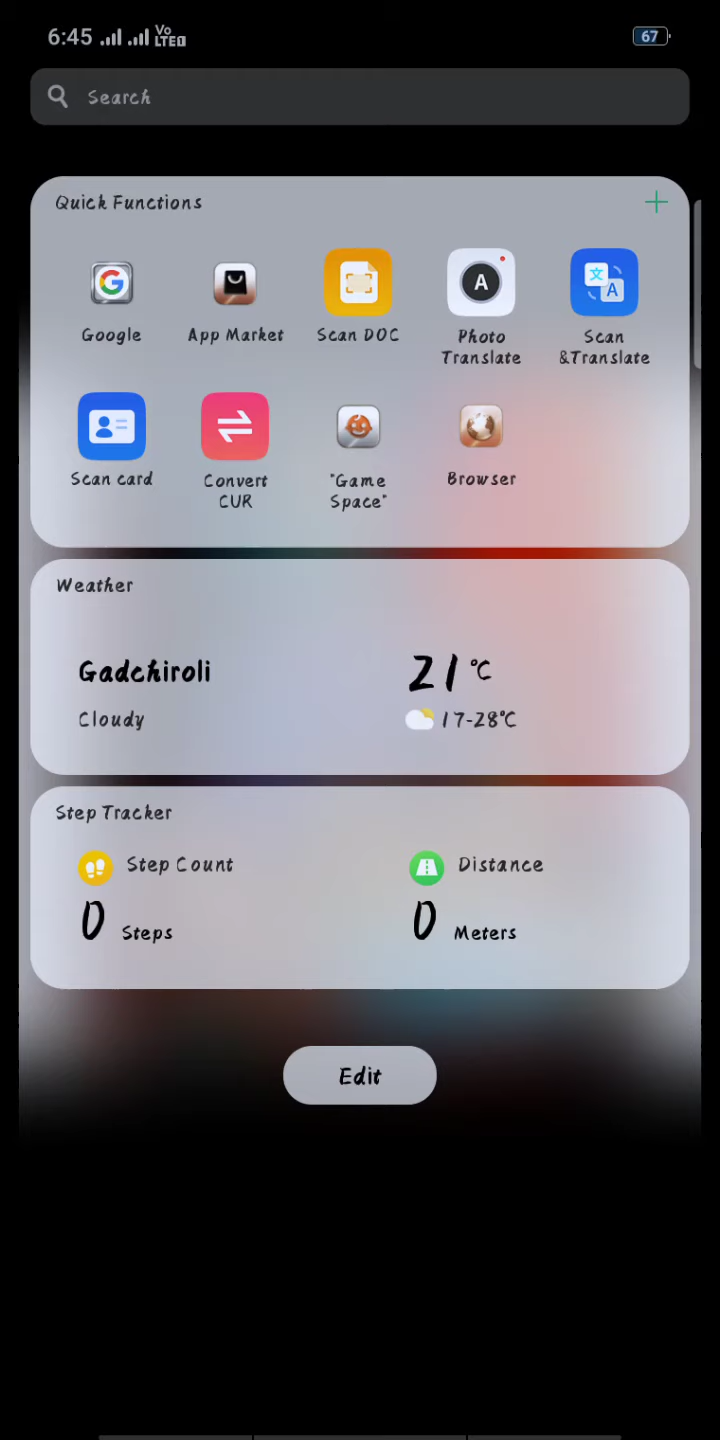 6:45 Vo LTE1 67
Search
Quick Functions
Google App Market Scan DOC Photo Translate Scan &Translate
Scan card Convert CUR "Game Space" Browser
Weather
Gadchiroli 21 °C
Cloudy 17-28°C
Step Tracker
Step Count Distance
0 Steps 0 Meters
Edit